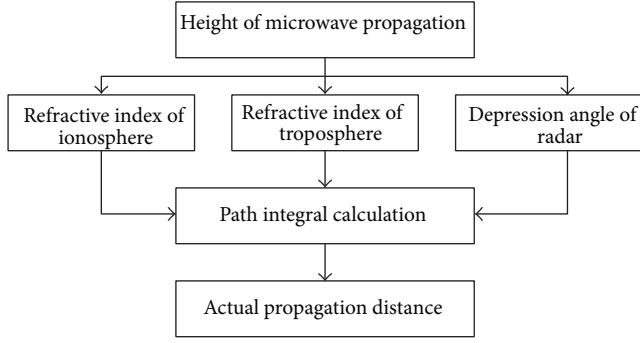 Height of microwave propagation
Refractive index of
ionosphere
Refractive index of
troposphere
Depression angle of
radar
Path integral calculation
Actual propagation distance